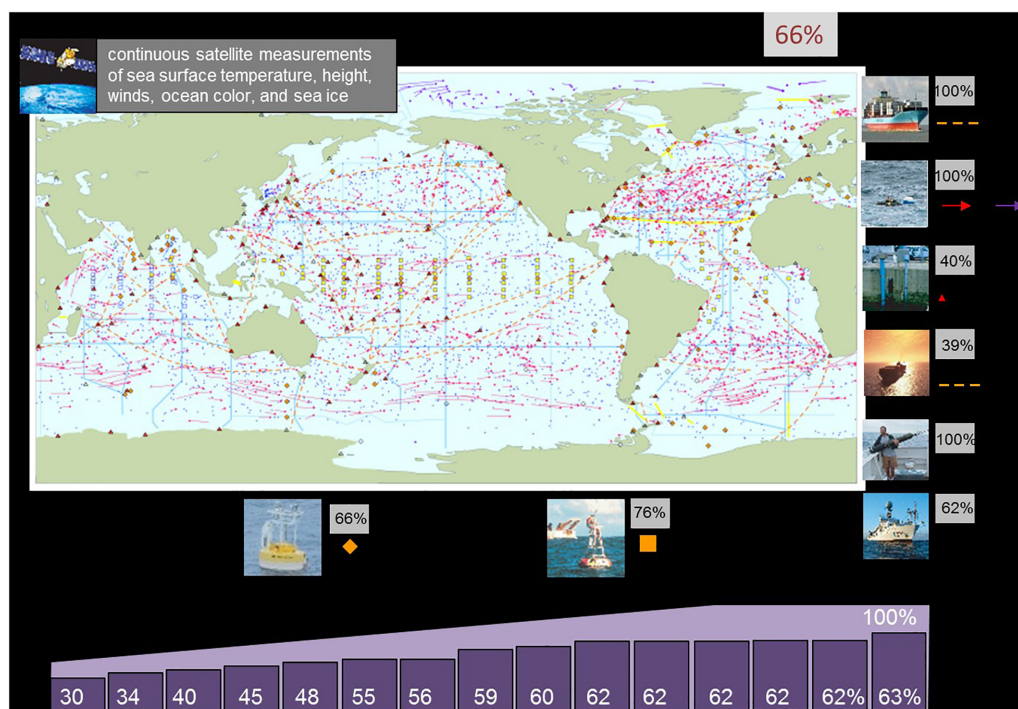 66%
continuous satellite measurements
of sea surface temperature, height,
winds, ocean color, and sea ice
100%
100%
40%
39%
100%
62%
66%
76%
100%
30 34 40 45 48 55 56 59 60 62 62 62 62 62% 63%